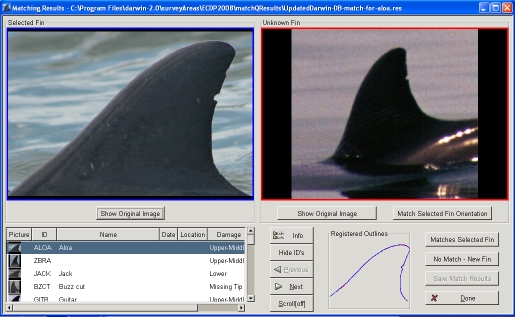 Matching Results - C:\Program Files\darwin-2.0\surveyAreas\ECDP2008\matchQResults\UpdatedDarwin-DB-match-for-aloa.res
Selected Fin
Unknown Fin
Show Original Image
Show Original Image
Match Selected Fin Orientation
Picture ID Name Date Location Damage
ALOA Aloa Upper-Middl
ZBRA Upper-Middl
JACK Jack Lower
BZCT Buzz cut Missing Tip
GITR Guitar Upper-Middl
Info
Hide ID's
Previous
Next
Scroll[off]
Registered Outlines
Matches Selected Fin
No Match - New Fin
Save Match Results
Done